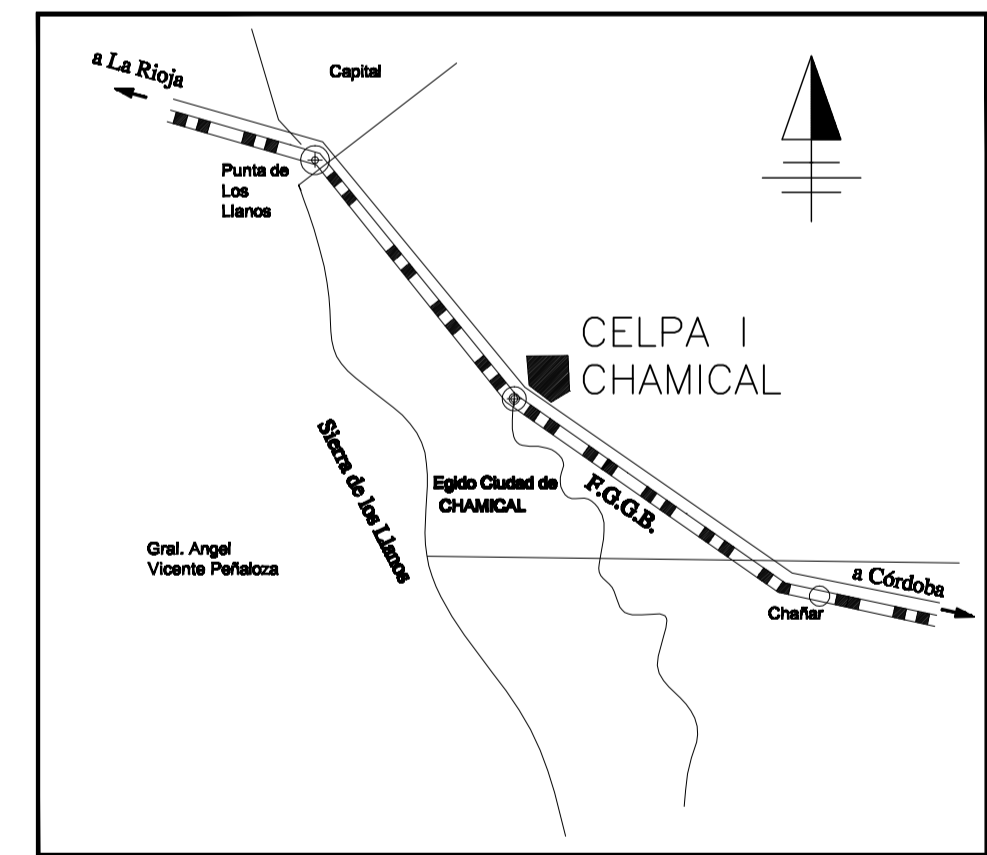 a La Rioja
Capital
Punta de
Los
Llanos
CELPA I
CHAMICAL
Sierra de los Llanos
Egido Ciudad de
CHAMICAL
F.G.G.B.
Gral. Angel
Vicente Peñaloza
a Córdoba
Chañar